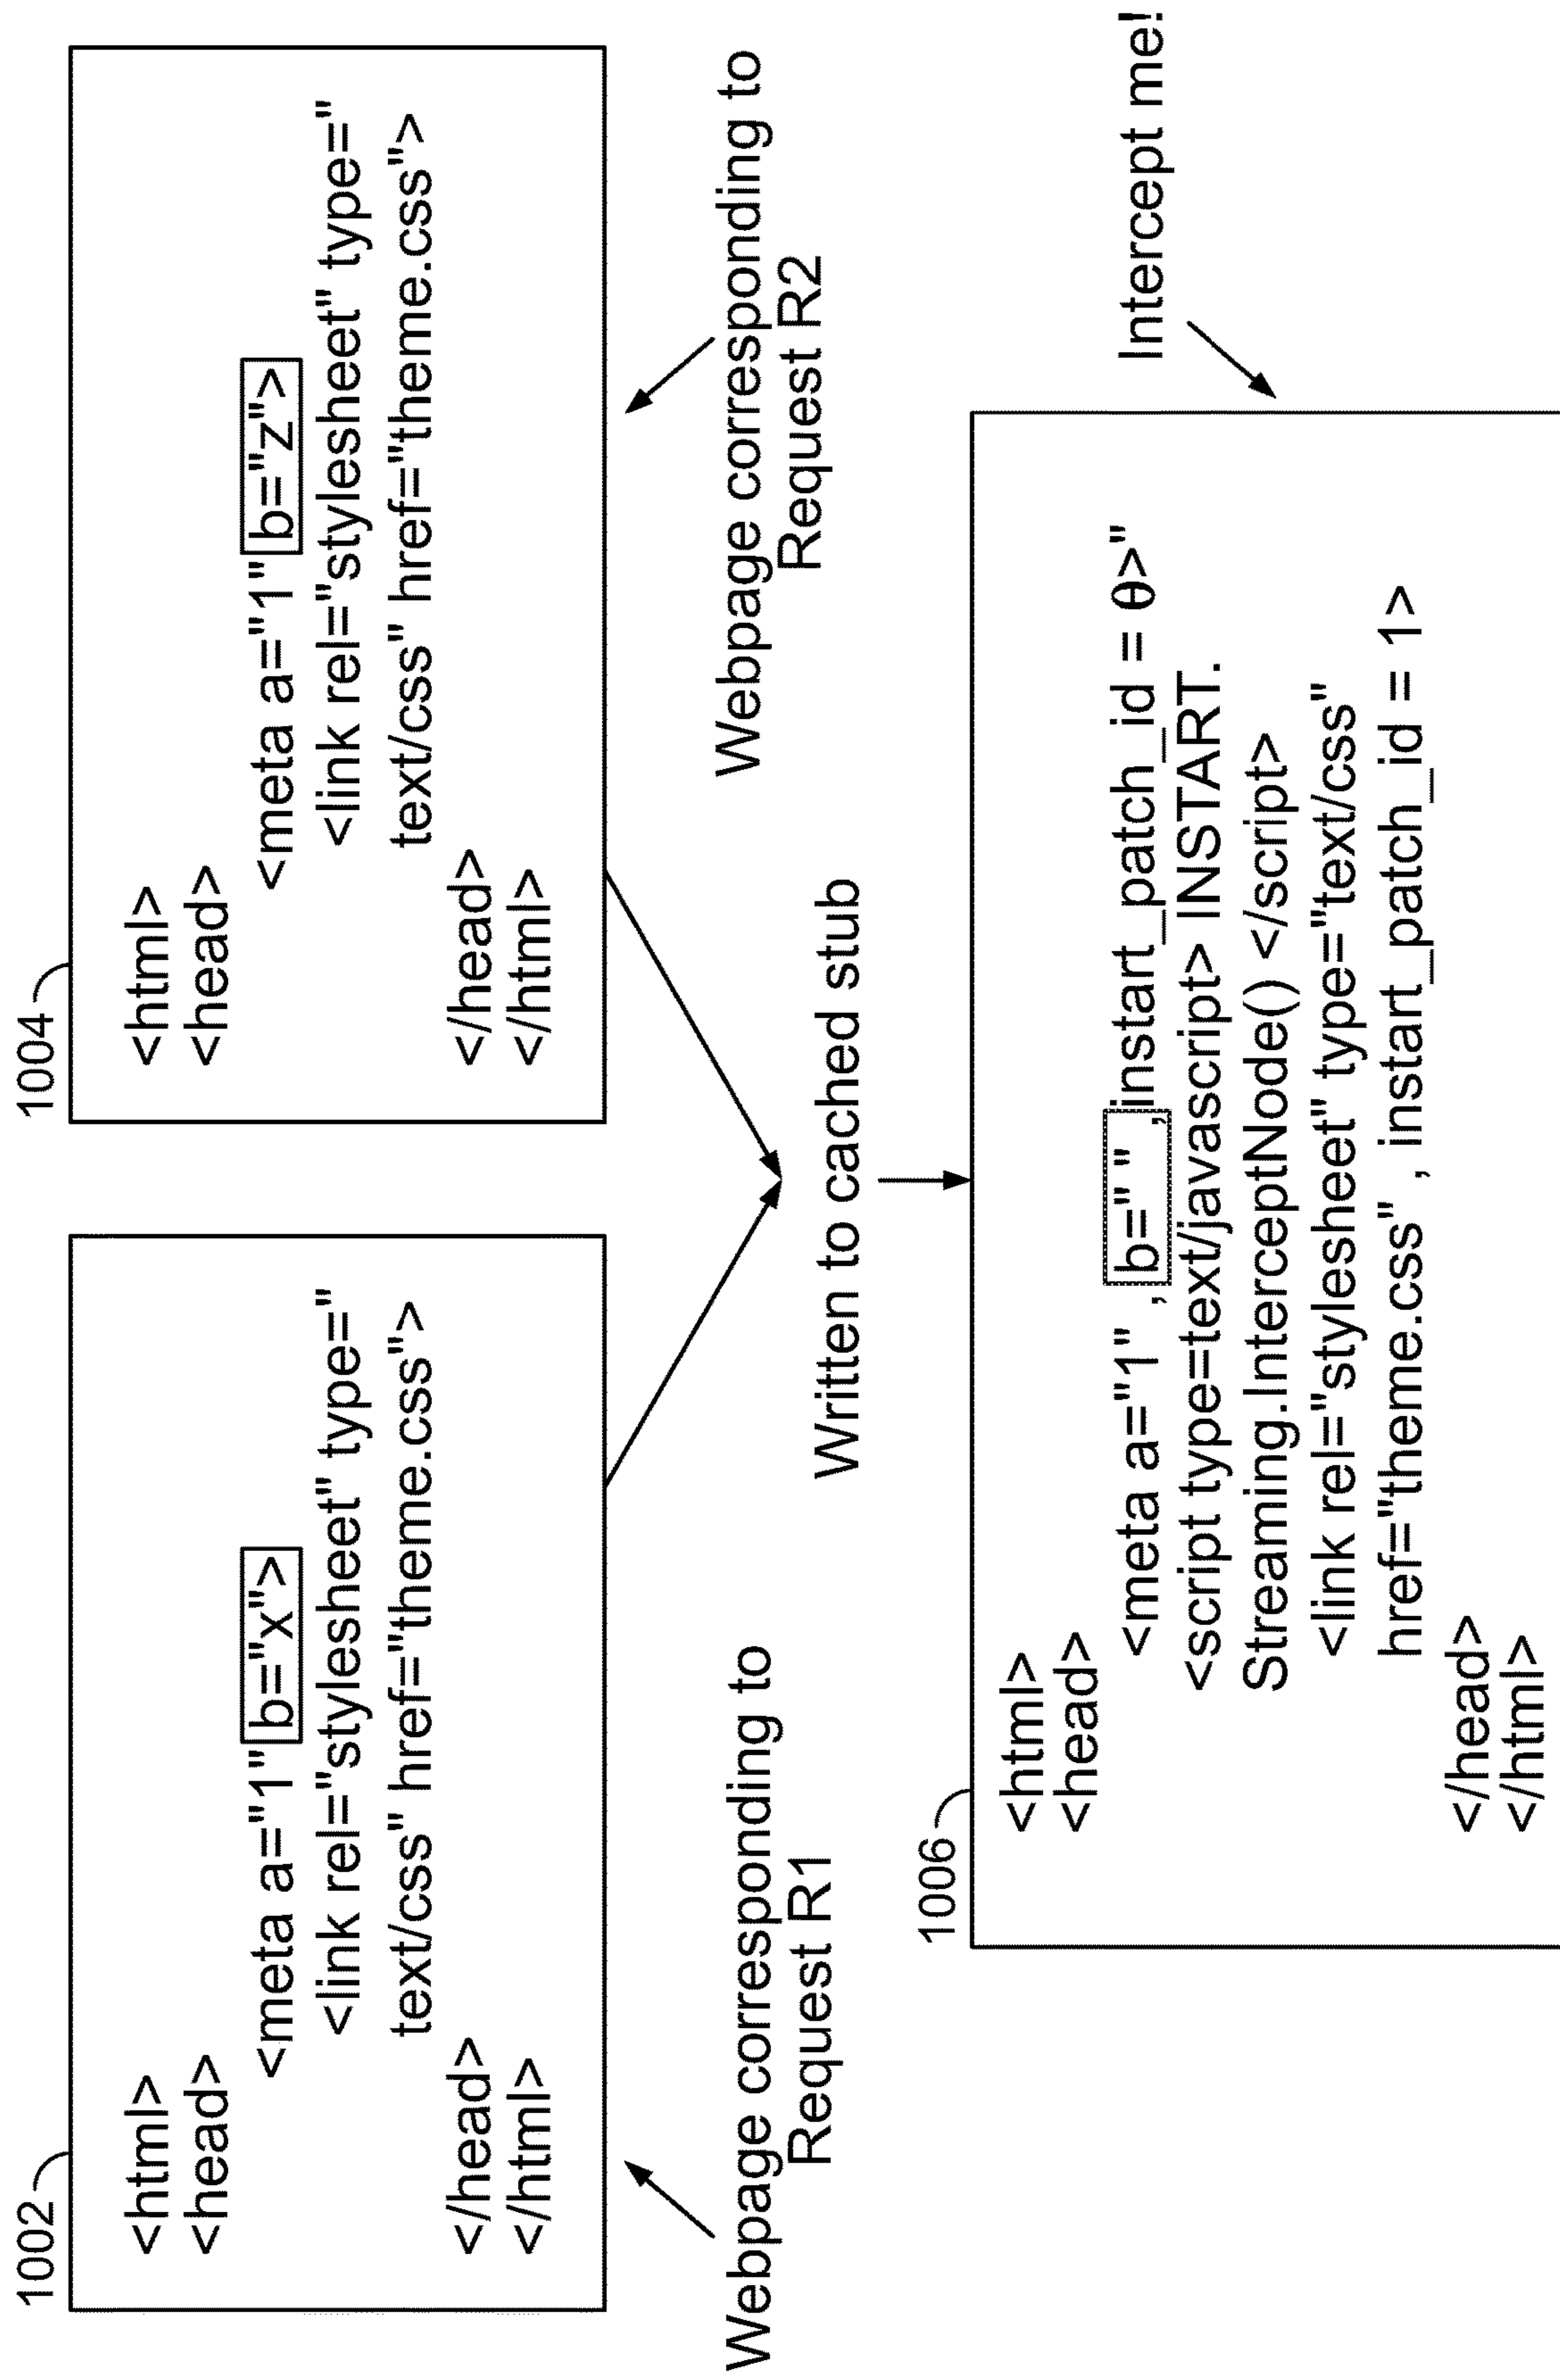 1002
<html>
<head>
<meta a="1" b="x">
<link rel="stylesheet" type="
text/css" href="theme.css">
</head>
</html>
Webpage corresponding to
Request R1
1004
<html>
<head>
<meta a="1" b="z">
<link rel="stylesheet" type="
text/css" href="theme.css">
</head>
</html>
Webpage corresponding to
Request R2
Written to cached stub
1006
<html>
<head>
<meta a="1" ,b=" " ,instart_patch_id = θ>"
<script type=text/javascript> INSTART.
Streaming.InterceptNode() </script>
<link rel="stylesheet" type="text/css"
href="theme.css" , instart_patch_id = 1>
</head>
</html>
Intercept me!